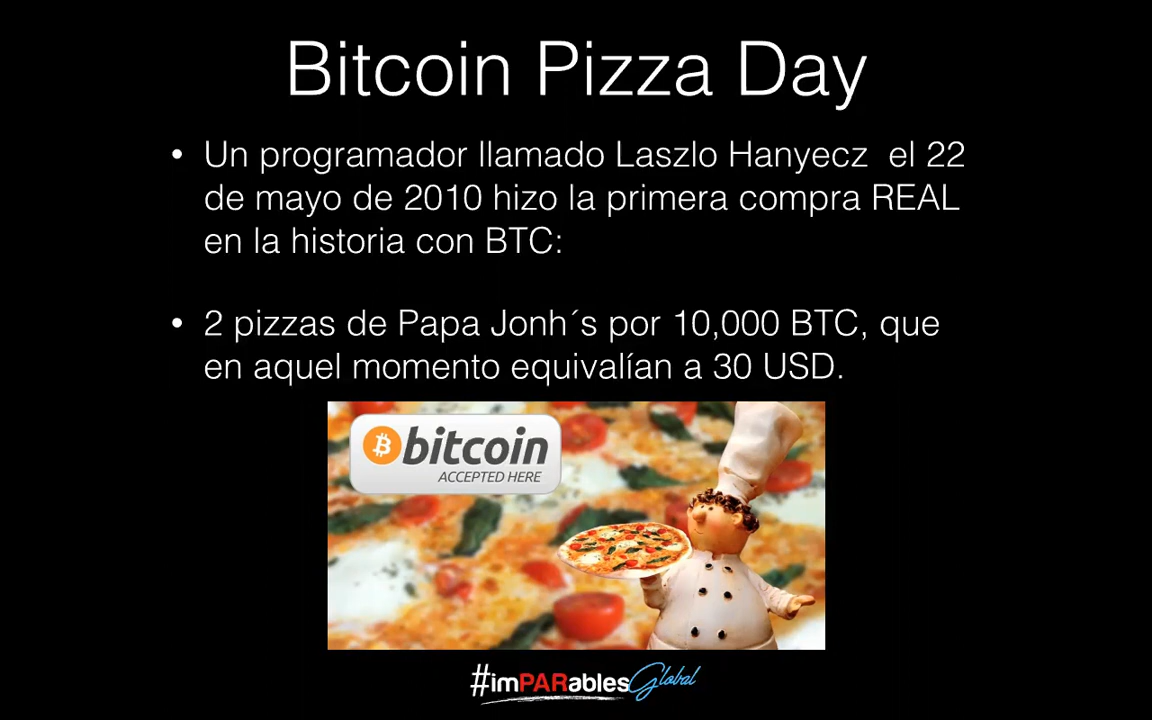 Bitcoin Pizza Day
• Un programador llamado Laszlo Hanyecz el 22
de mayo de 2010 hizo la primera compra REAL
en la historia con BTC:
• 2 pizzas de Papa Jonh´s por 10,000 BTC, que
en aquel momento equivalían a 30 USD.
bitcoin
ACCEPTED HERE
#imPARables Global